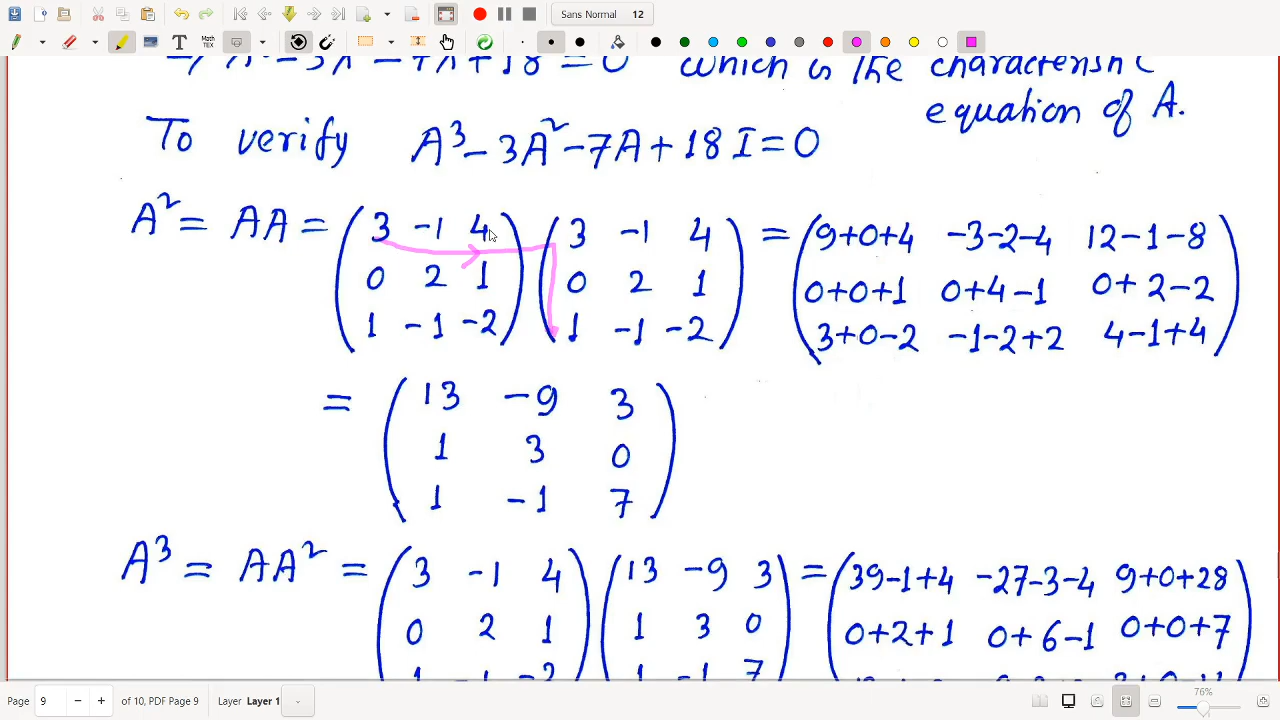 Sans Normal 12
which is the characteristic
equation of A.
To verify A³ - 3A² - 7A + 18 I = 0
A² = AA = ( 3 -1 4 ) ( 3 -1 4 ) = ( 9+0+4 -3-2-4 12-1-8 )
( 0 2 1 ) ( 0 2 1 ) ( 0+0+1 0+4-1 0+2-2 )
( 1 -1 -2 ) ( 1 -1 -2 ) ( 3+0-2 -1-2+2 4-1+4 )
= ( 13 -9 3 )
( 1 3 0 )
( 1 -1 7 )
A³ = AA² = ( 3 -1 4 ) ( 13 -9 3 ) = ( 39-1+4 -27-3-4 9+0+28 )
( 0 2 1 ) ( 1 3 0 ) ( 0+2+1 0+6-1 0+0+7 )
Page 9 of 10, PDF Page 9 Layer Layer 1 76%